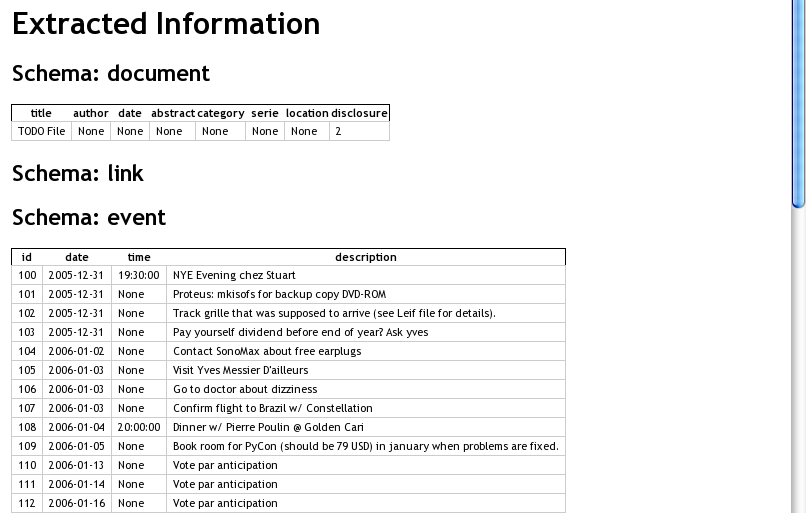 Extracted Information
Schema: document
title author date abstract category serie location disclosure
TODO File None None None None None None 2
Schema: link
Schema: event
id date time description
100 2005-12-31 19:30:00 NYE Evening chez Stuart
101 2005-12-31 None Proteus: mkisofs for backup copy DVD-ROM
102 2005-12-31 None Track grille that was supposed to arrive (see Leif file for details).
103 2005-12-31 None Pay yourself dividend before end of year? Ask yves
104 2006-01-02 None Contact SonoMax about free earplugs
105 2006-01-03 None Visit Yves Messier D'ailleurs
106 2006-01-03 None Go to doctor about dizziness
107 2006-01-03 None Confirm flight to Brazil w/ Constellation
108 2006-01-04 20:00:00 Dinner w/ Pierre Poulin @ Golden Cari
109 2006-01-05 None Book room for PyCon (should be 79 USD) in january when problems are fixed.
110 2006-01-13 None Vote par anticipation
111 2006-01-14 None Vote par anticipation
112 2006-01-16 None Vote par anticipation